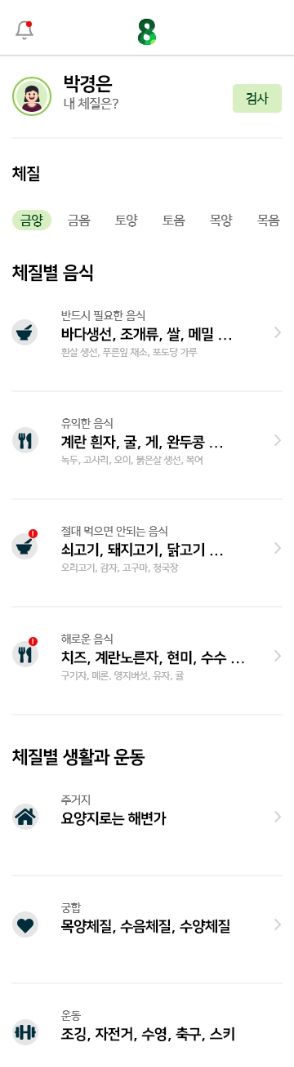 8
박경은
내 체질은?
검사
체질
금양 금음 토양 토음 목양 목음
체질별 음식
반드시 필요한 음식
바다생선, 조개류, 쌀, 메밀 ...
흰살 생선, 푸른잎 채소, 포도당 가루
유익한 음식
계란 흰자, 굴, 게, 완두콩 ...
녹두, 고사리, 오이, 붉은살 생선, 복어
절대 먹으면 안되는 음식
쇠고기, 돼지고기, 닭고기 ...
오리고기, 감자, 고구마, 청국장
해로운 음식
치즈, 계란노른자, 현미, 수수 ...
구기자, 메론, 영지버섯, 유자, 귤
체질별 생활과 운동
주거지
요양지로는 해변가
궁합
목양체질, 수음체질, 수양체질
운동
조깅, 자전거, 수영, 축구, 스키